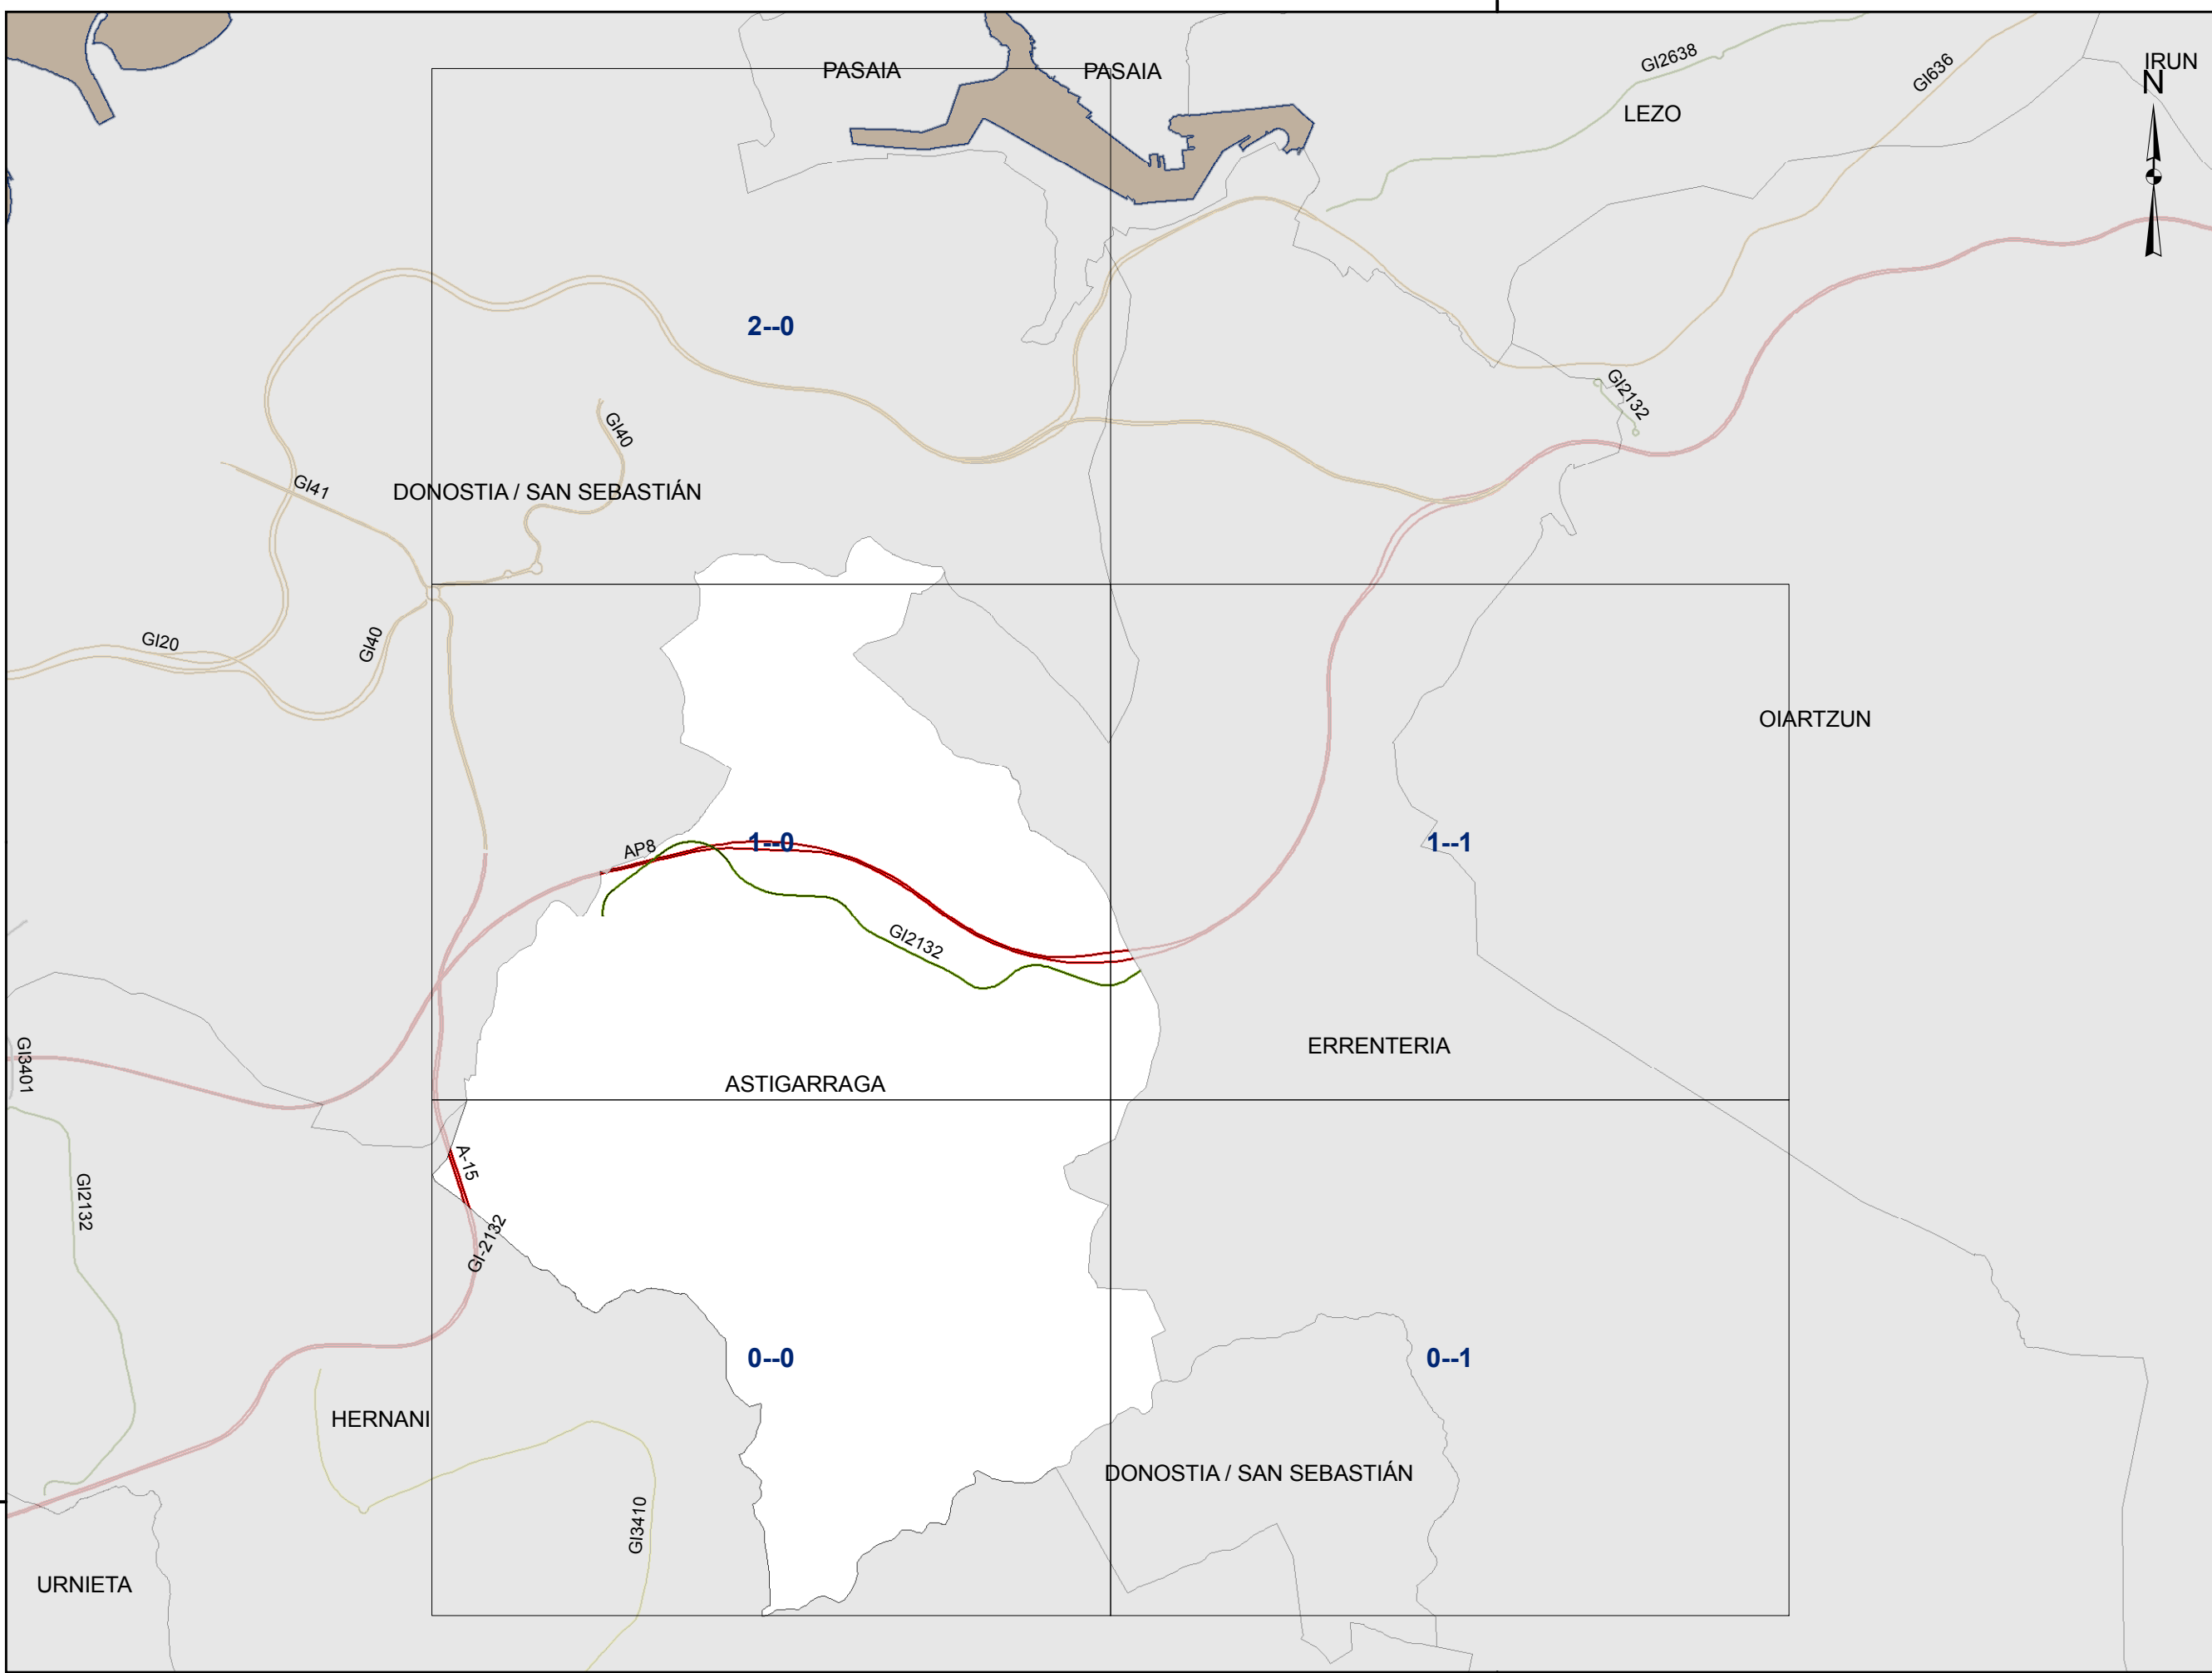 PASAIA
PASAIA
GI2638
GI636
IRUN
N
LEZO
2--0
GI2132
GI40
GI41
DONOSTIA / SAN SEBASTIÁN
GI20
GI40
OIARTZUN
AP8
1--0
1--1
GI2132
GI3401
ERRENTERIA
ASTIGARRAGA
A-15
GI2132
GI-2132
0--0
0--1
HERNANI
DONOSTIA / SAN SEBASTIÁN
GI3410
URNIETA